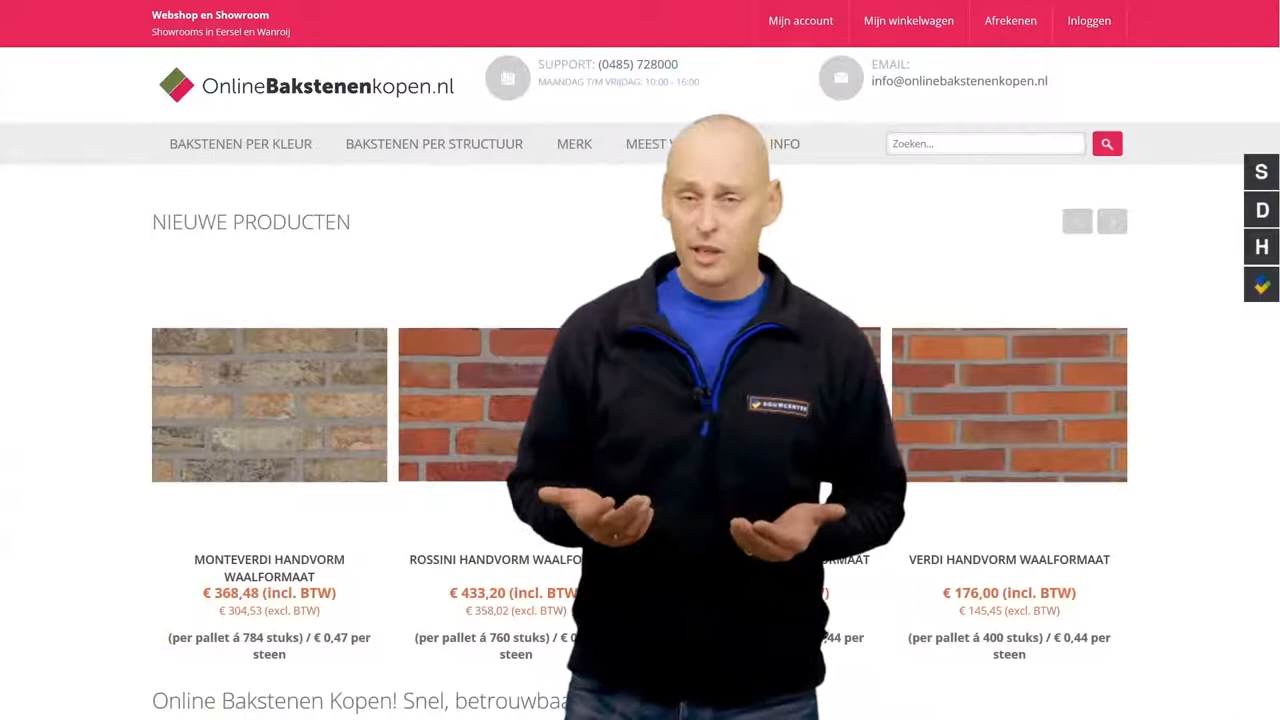 Webshop en Showroom
Showrooms in Eersel en Wanroij
Mijn account
Mijn winkelwagen
Afrekenen
Inloggen
OnlineBakstenenkopen.nl
SUPPORT: (0485) 728000
MAANDAG T/M VRIJDAG: 10:00 - 16:00
EMAIL:
info@onlinebakstenenkopen.nl
BAKSTENEN PER KLEUR
BAKSTENEN PER STRUCTUUR
MERK
MEEST
INFO
Zoeken...
S
D
H
NIEUWE PRODUCTEN
BOUWCENTER
MONTEVERDI HANDVORM
WAALFORMAAT
€ 368,48 (incl. BTW)
€ 304,53 (excl. BTW)
(per pallet á 784 stuks) / € 0,47 per
steen
ROSSINI HANDVORM
€ 433,20 (incl. BTW
€ 358,02 (excl. BTW)
(per pallet á 760 stuks) / €
steen
,44 per
VERDI HANDVORM WAALFORMAAT
€ 176,00 (incl. BTW)
€ 145,45 (excl. BTW)
(per pallet á 400 stuks) / € 0,44 per
steen
Online Bakstenen Kopen! Snel,